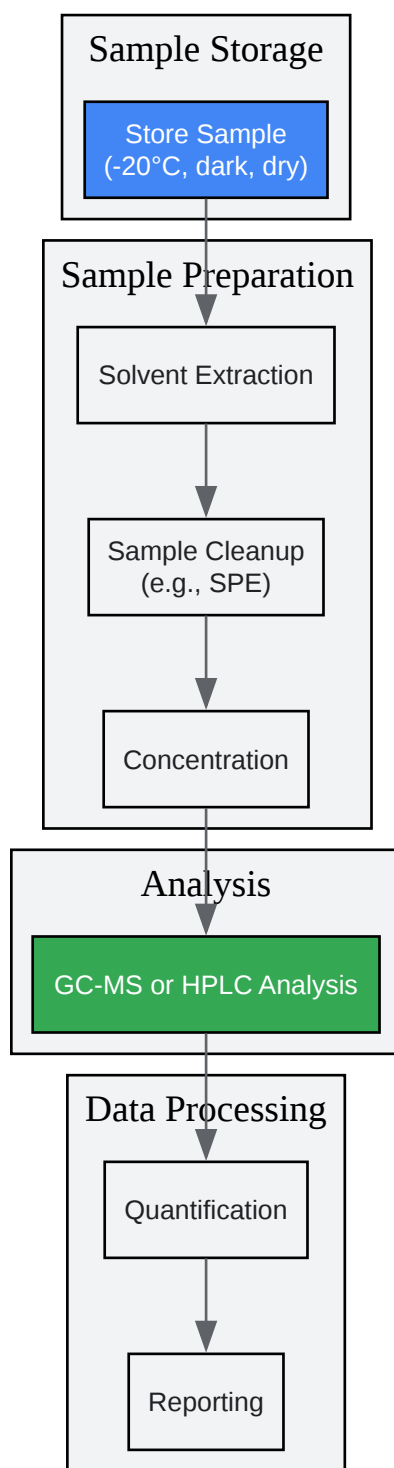 Sample Storage
Store Sample
(-20°C, dark, dry)
Sample Preparation
Solvent Extraction
Sample Cleanup
(e.g., SPE)
Concentration
Analysis
GC-MS or HPLC Analysis
Data Processing
Quantification
Reporting